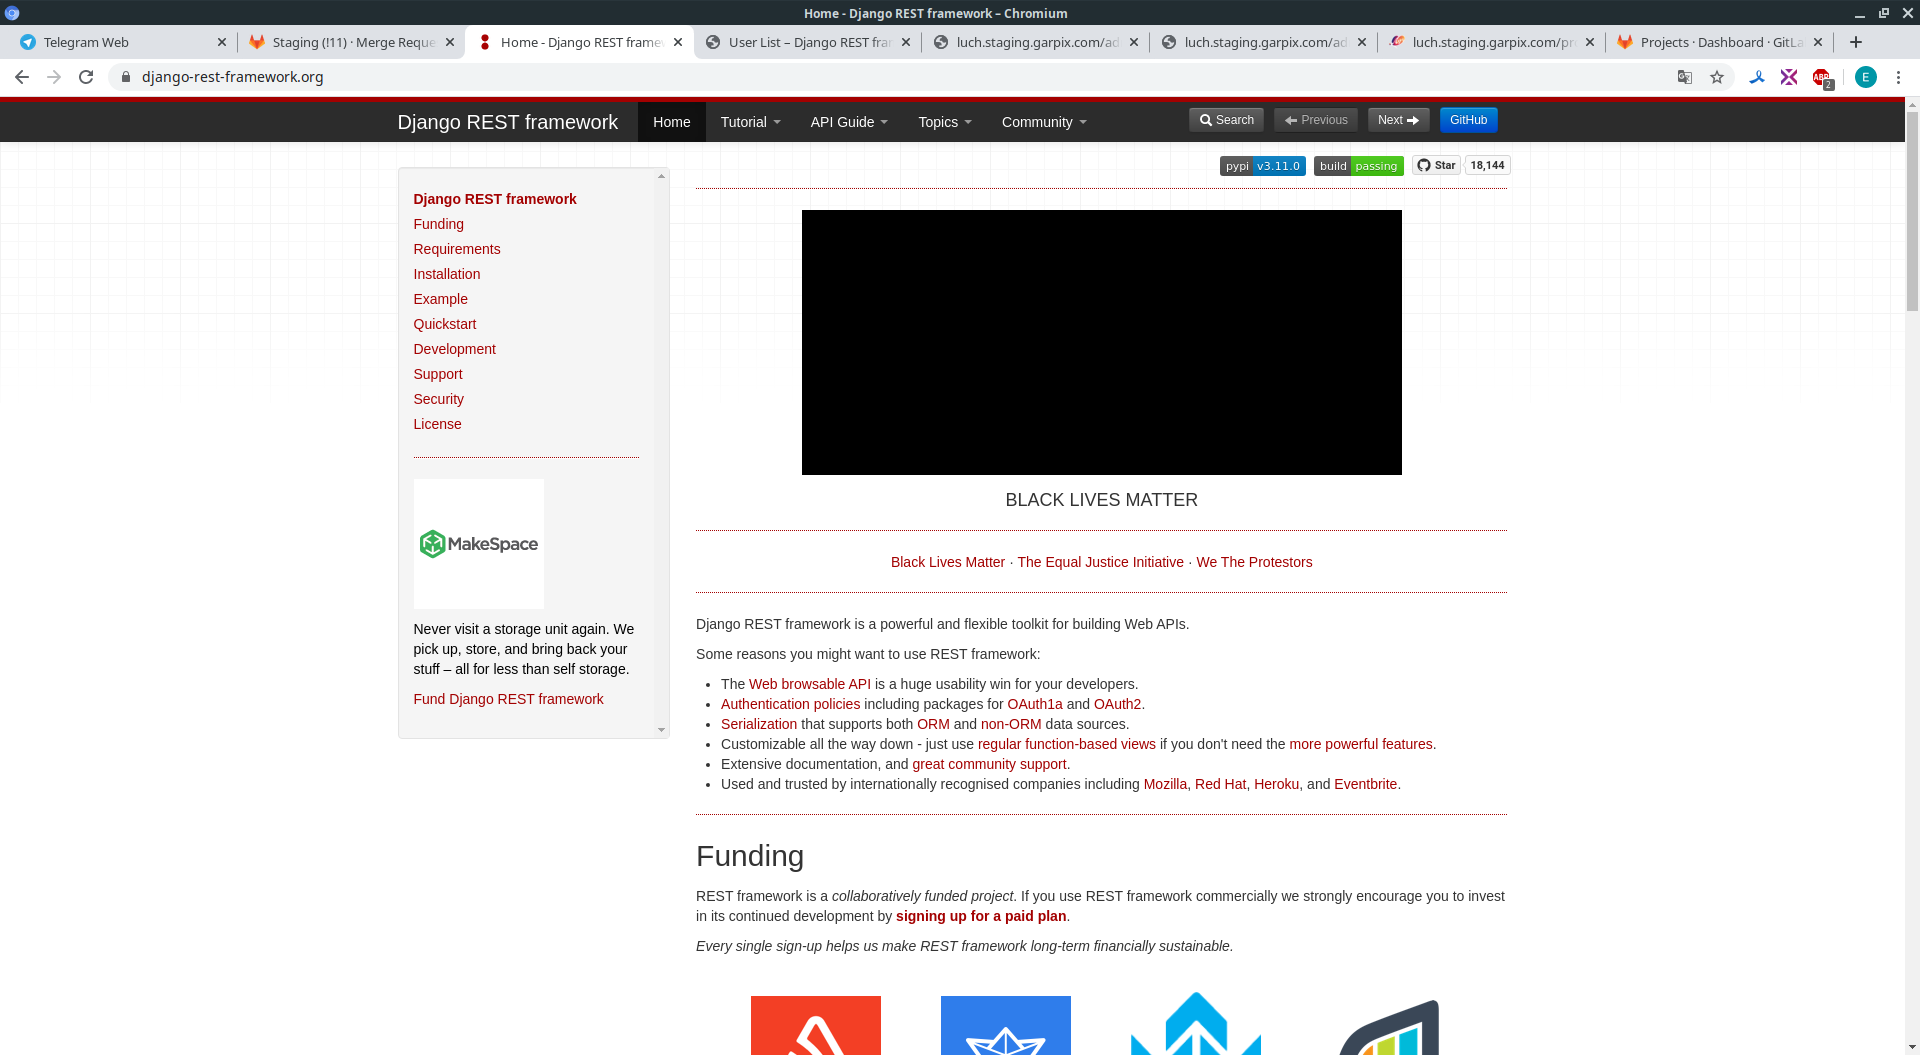 Home - Django REST framework – Chromium
Telegram Web
Staging (!11) · Merge Reque
Home - Django REST framew
User List – Django REST fra
luch.staging.garpix.com/ad
luch.staging.garpix.com/ad
luch.staging.garpix.com/pr
Projects · Dashboard · GitLa
django-rest-framework.org
ABP
2
E
Django REST framework
Home
Tutorial
API Guide
Topics
Community
Search
Previous
Next
GitHub
pypi v3.11.0
build passing
Star 18,144
Django REST framework
Funding
Requirements
Installation
Example
Quickstart
Development
Support
Security
License
MakeSpace
Never visit a storage unit again. We
pick up, store, and bring back your
stuff – all for less than self storage.
Fund Django REST framework
BLACK LIVES MATTER
Black Lives Matter · The Equal Justice Initiative · We The Protestors
Django REST framework is a powerful and flexible toolkit for building Web APIs.
Some reasons you might want to use REST framework:
• The Web browsable API is a huge usability win for your developers.
• Authentication policies including packages for OAuth1a and OAuth2.
• Serialization that supports both ORM and non-ORM data sources.
• Customizable all the way down - just use regular function-based views if you don't need the more powerful features.
• Extensive documentation, and great community support.
• Used and trusted by internationally recognised companies including Mozilla, Red Hat, Heroku, and Eventbrite.
Funding
REST framework is a collaboratively funded project. If you use REST framework commercially we strongly encourage you to invest
in its continued development by signing up for a paid plan.
Every single sign-up helps us make REST framework long-term financially sustainable.